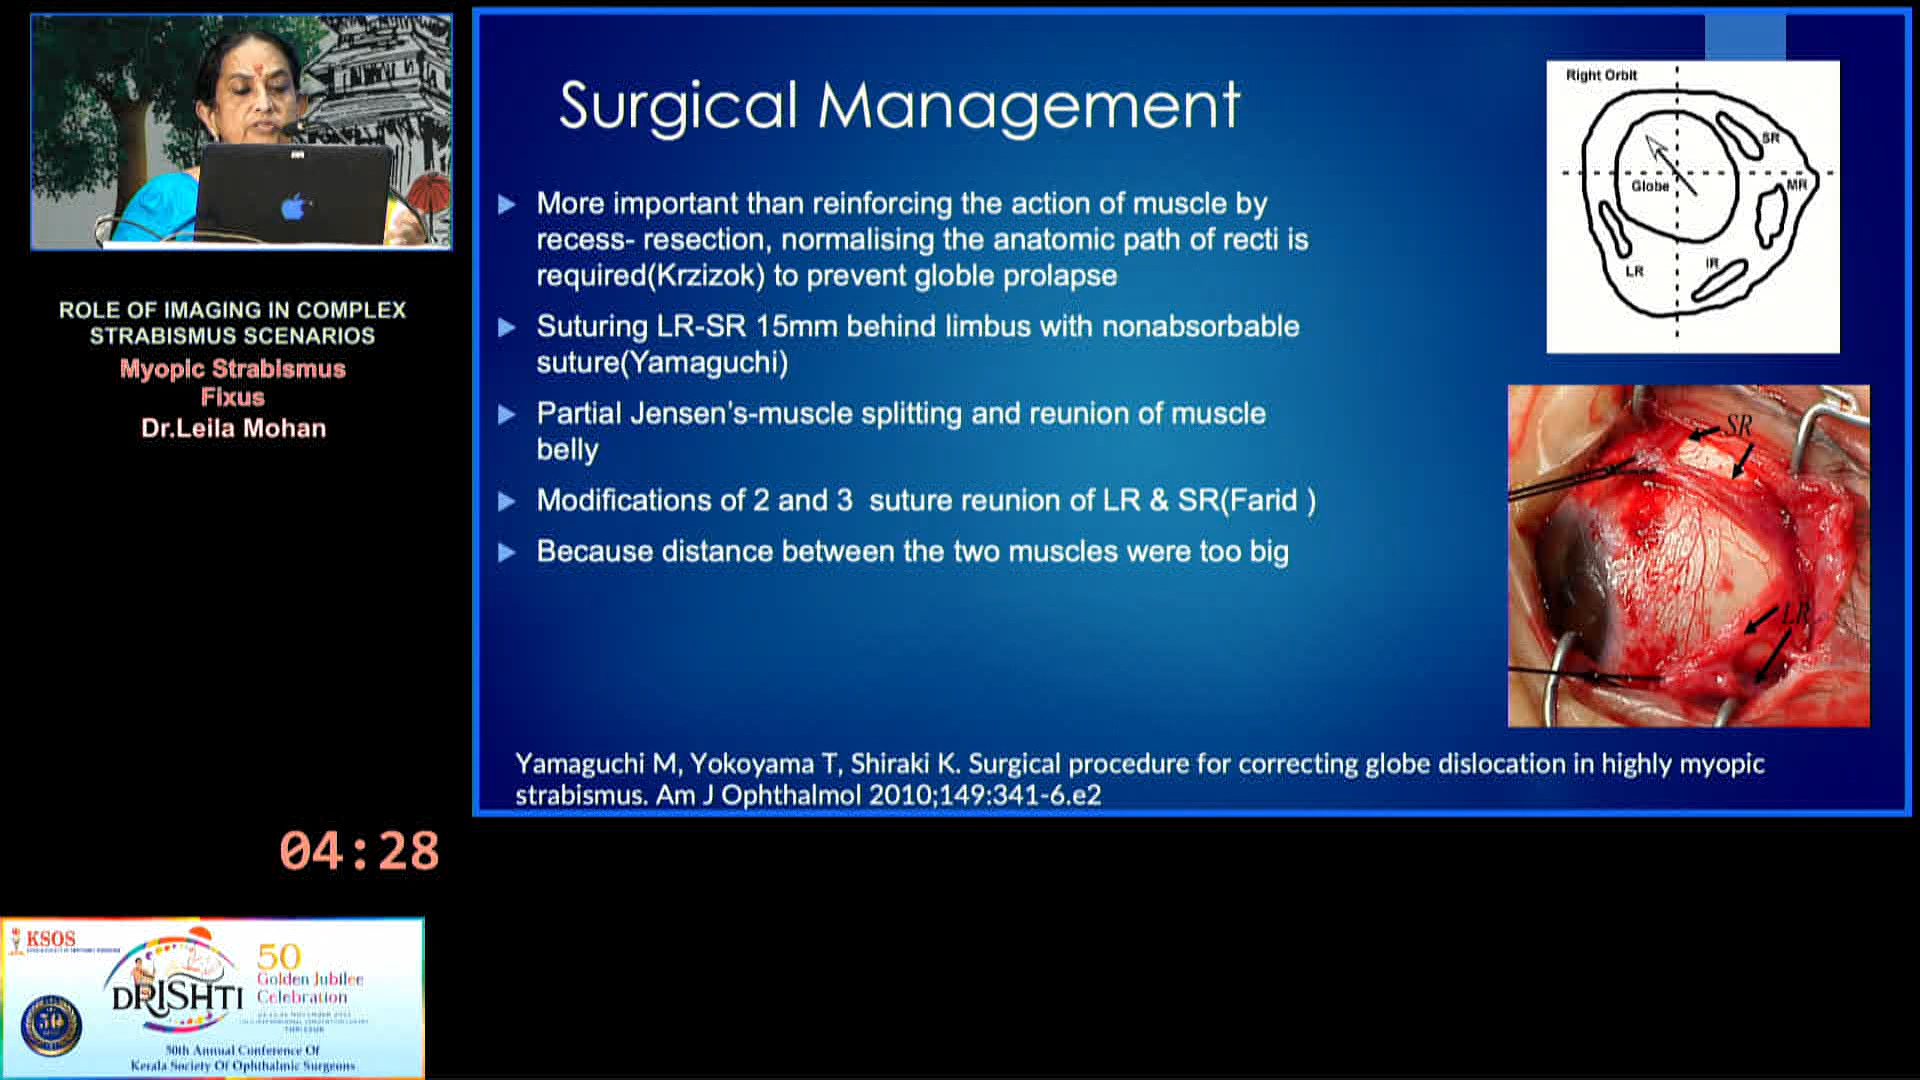 ROLE OF IMAGING IN COMPLEX
STRABISMUS SCENARIOS
Myopic Strabismus
Fixus
Dr.Leila Mohan
Surgical Management
More important than reinforcing the action of muscle by
recess- resection, normalising the anatomic path of recti is
required(Krzizok) to prevent globle prolapse
Suturing LR-SR 15mm behind limbus with nonabsorbable
suture(Yamaguchi)
Partial Jensen's-muscle splitting and reunion of muscle
belly
Modifications of 2 and 3 suture reunion of LR & SR(Farid )
Because distance between the two muscles were too big
Yamaguchi M, Yokoyama T, Shiraki K. Surgical procedure for correcting globe dislocation in highly myopic
strabismus. Am J Ophthalmol 2010;149:341-6.e2
Right Orbit
SR
MR
Globe
LR
IR
SR
LR
04:28
KSOS
DRISHTI
50
Golden Jubilee
Celebration
THRISSUR
50th Annual Conference Of
Kerala Society Of Ophthalmic Surgeons